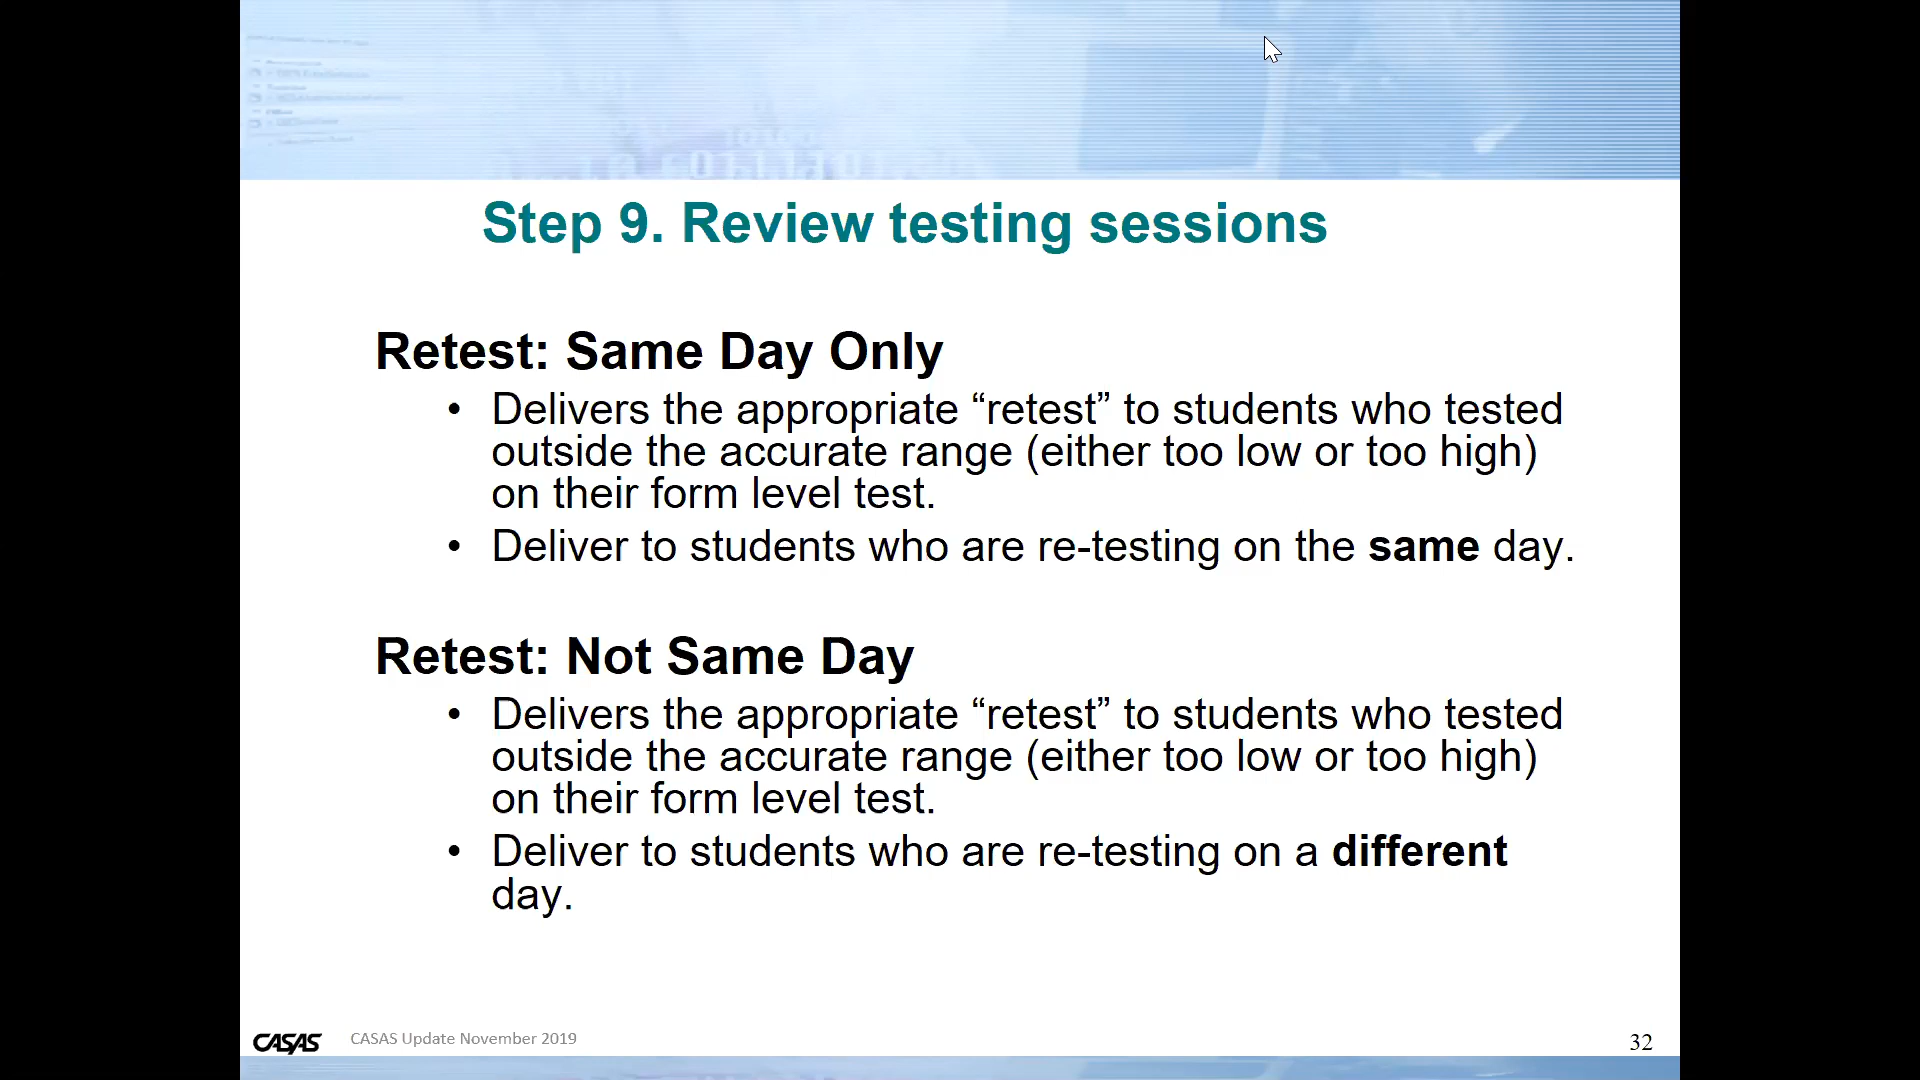 Step 9. Review testing sessions
Retest: Same Day Only
• Delivers the appropriate “retest” to students who tested
outside the accurate range (either too low or too high)
on their form level test.
• Deliver to students who are re-testing on the same day.
Retest: Not Same Day
• Delivers the appropriate “retest” to students who tested
outside the accurate range (either too low or too high)
on their form level test.
• Deliver to students who are re-testing on a different
day.
CASAS CASAS Update November 2019
32